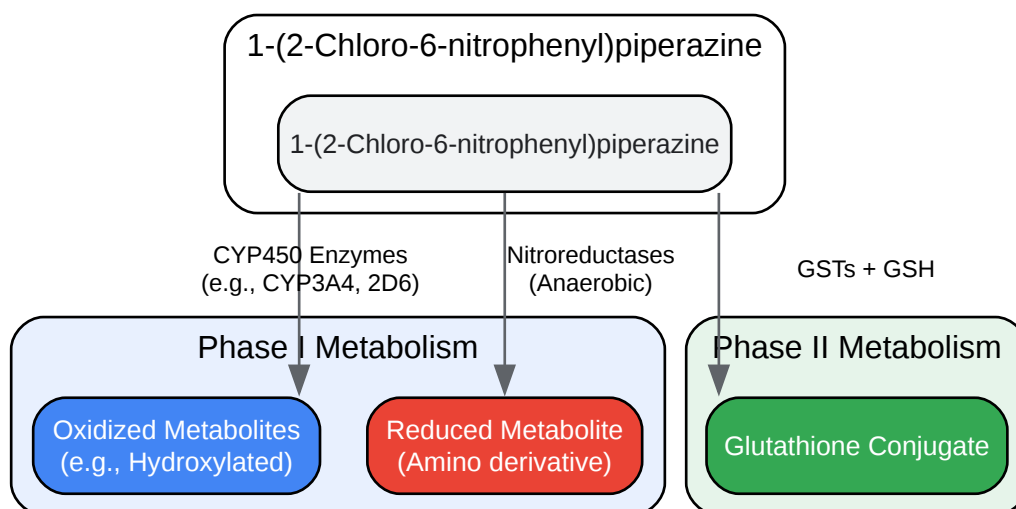 1-(2-Chloro-6-nitrophenyl)piperazine
1-(2-Chloro-6-nitrophenyl)piperazine
CYP450 Enzymes
(e.g., CYP3A4, 2D6)
Nitroreductases
(Anaerobic)
GSTs + GSH
Phase I Metabolism
Phase II Metabolism
Oxidized Metabolites
(e.g., Hydroxylated)
Reduced Metabolite
(Amino derivative)
Glutathione Conjugate